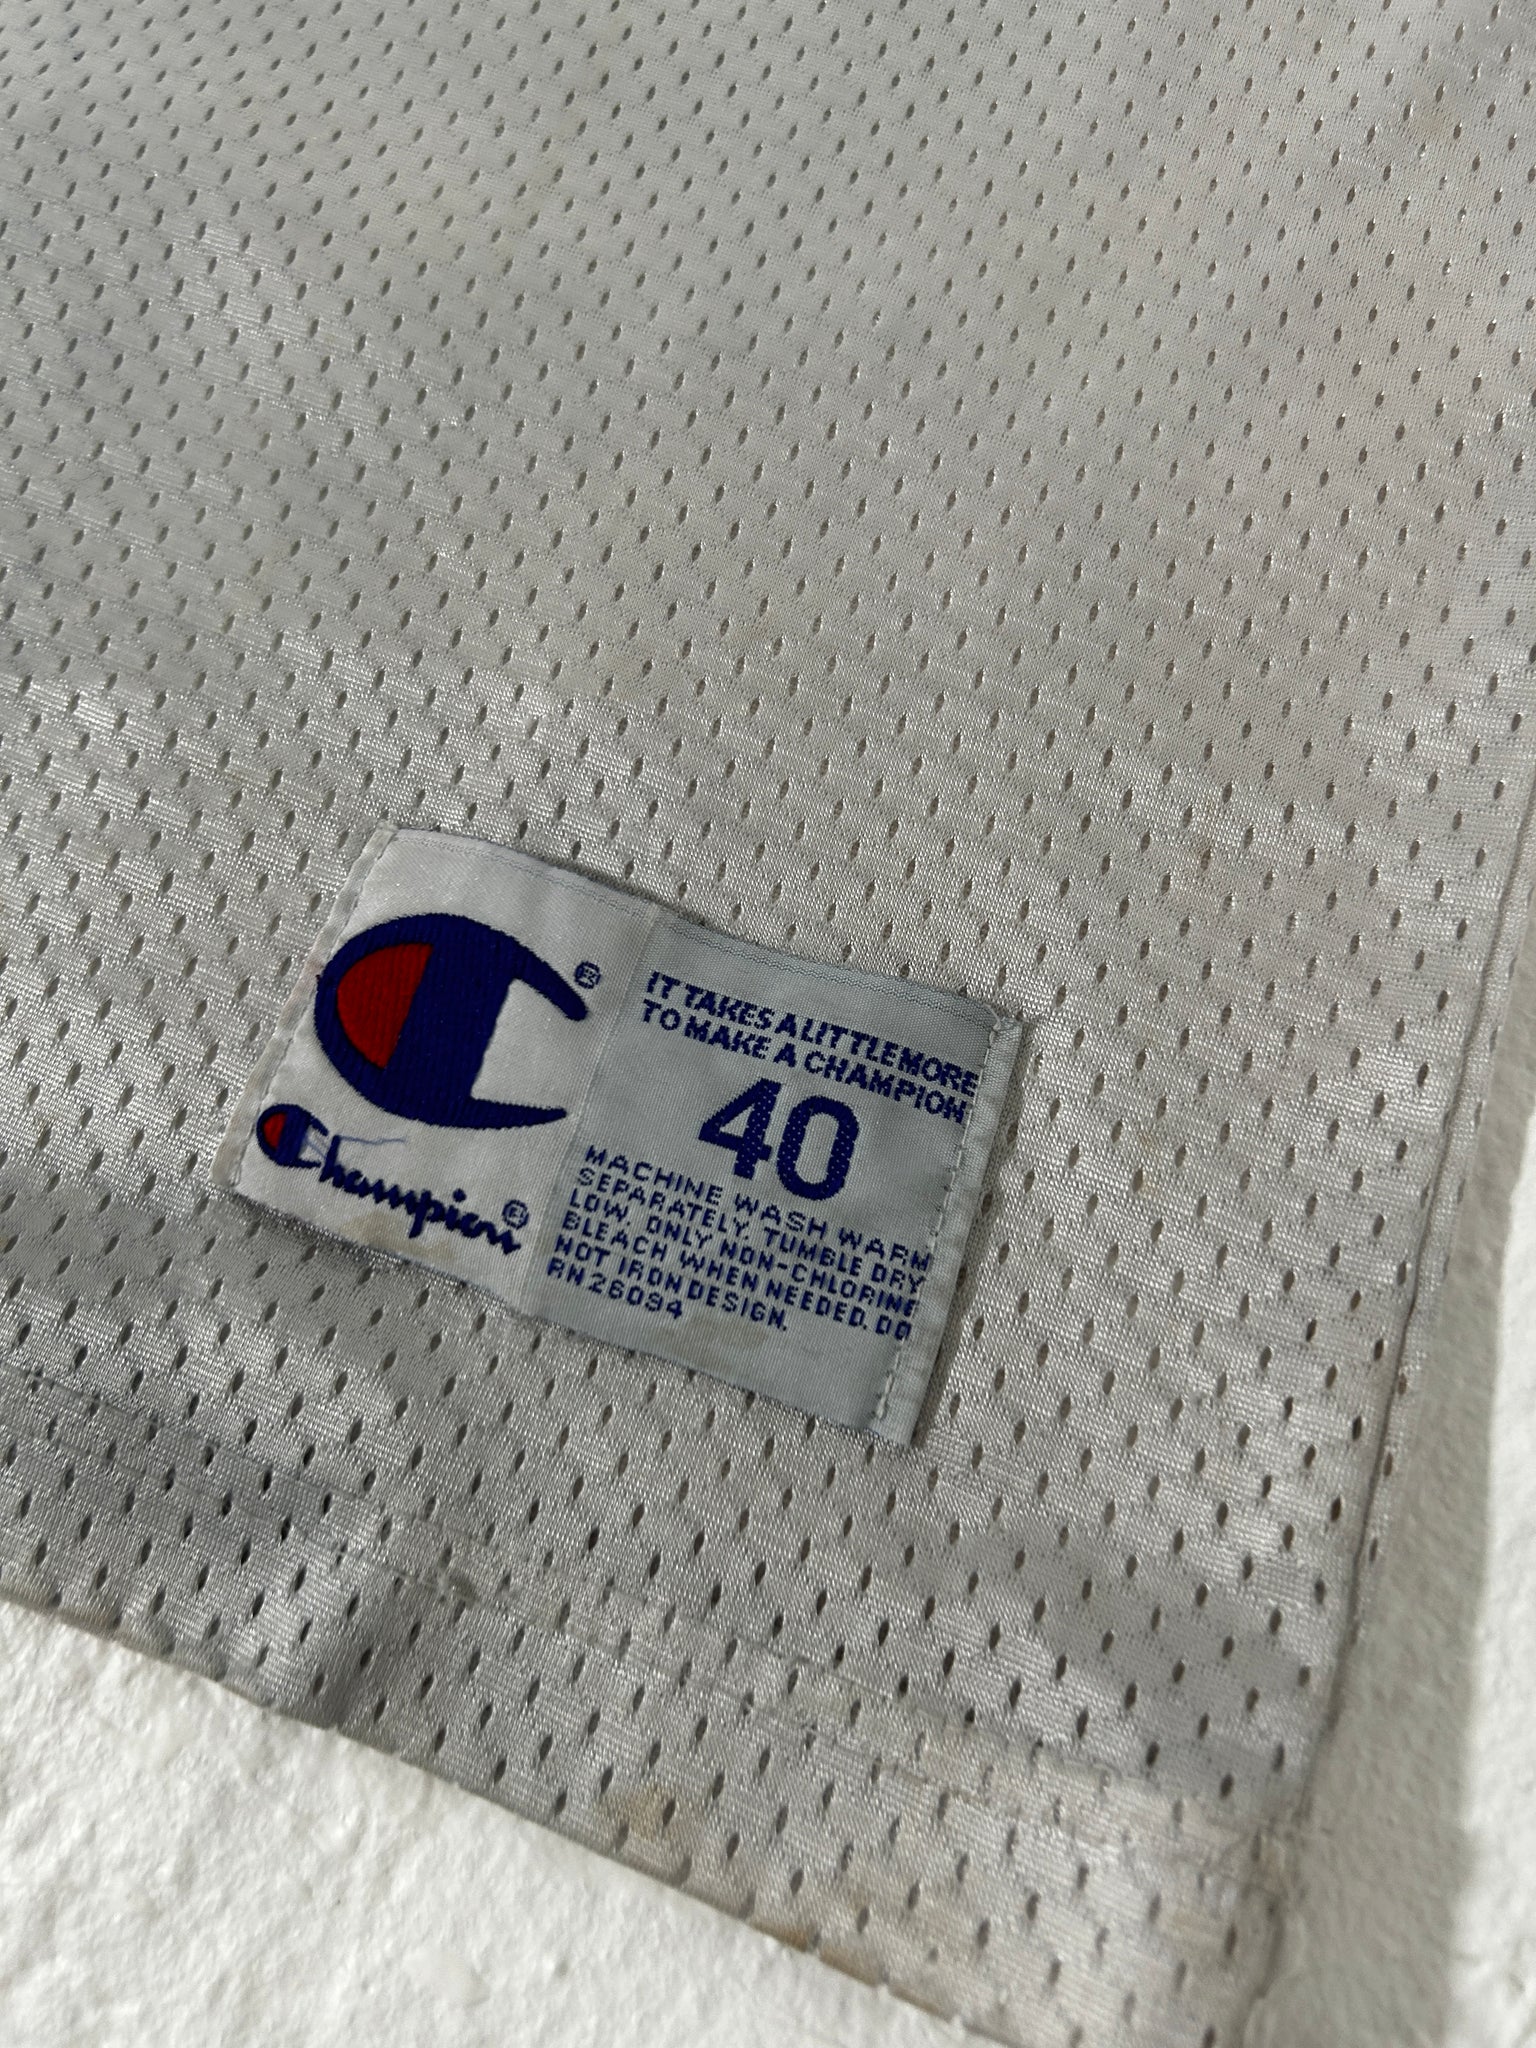 IT TAKES A LITTLE MORE
TO MAKE A CHAMPION
40
Champion
MACHINE WASH WARM
SEPARATELY. TUMBLE DRY
LOW. ONLY NON-CHLORINE
BLEACH WHEN NEEDED. DO
NOT IRON DESIGN.
RN 26094